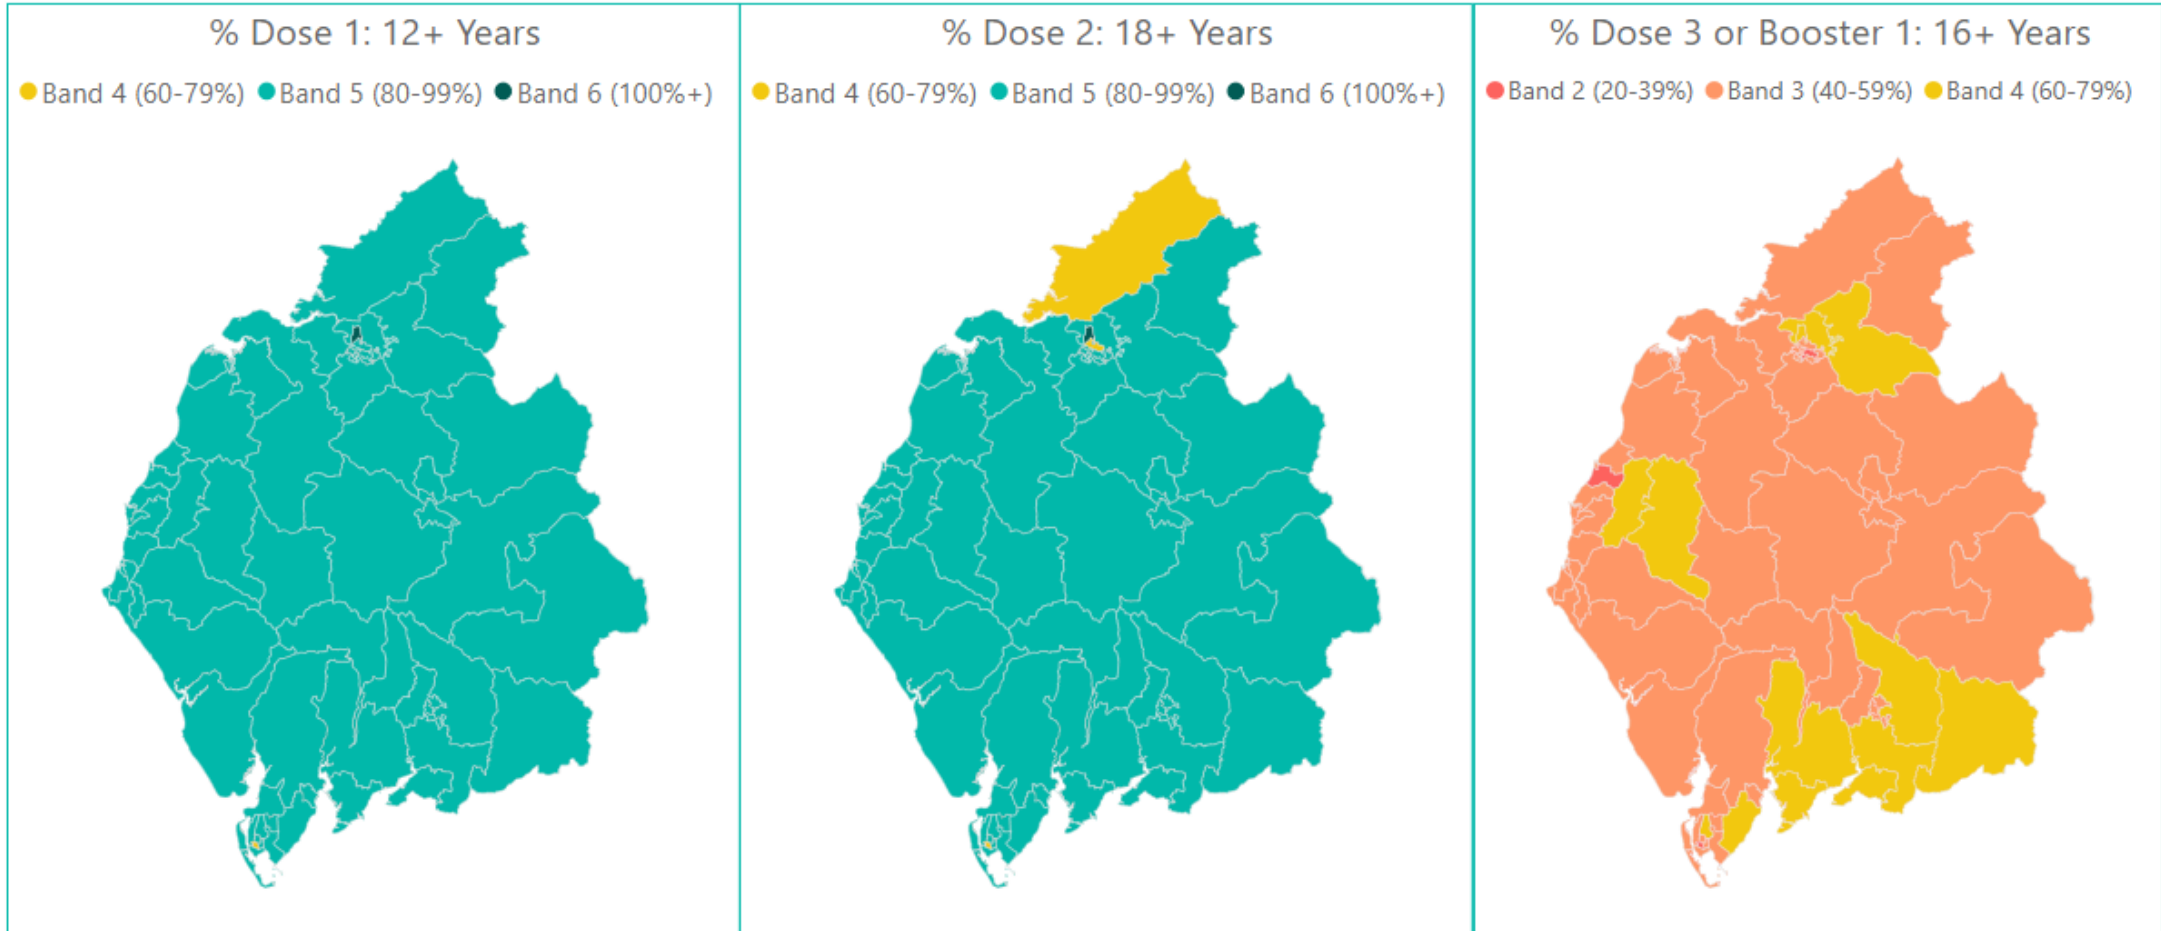 % Dose 1: 12+ Years
Band 4 (60-79%) Band 5 (80-99%) Band 6 (100%+)
% Dose 2: 18+ Years
Band 4 (60-79%) Band 5 (80-99%) Band 6 (100%+)
% Dose 3 or Booster 1: 16+ Years
Band 2 (20-39%) Band 3 (40-59%) Band 4 (60-79%)